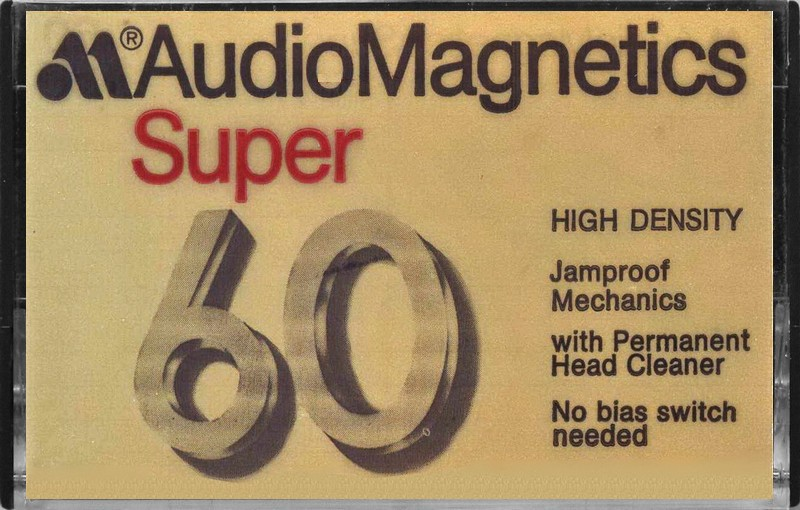 ®AudioMagnetics
Super
60
HIGH DENSITY
Jamproof
Mechanics
with Permanent
Head Cleaner
No bias switch
needed